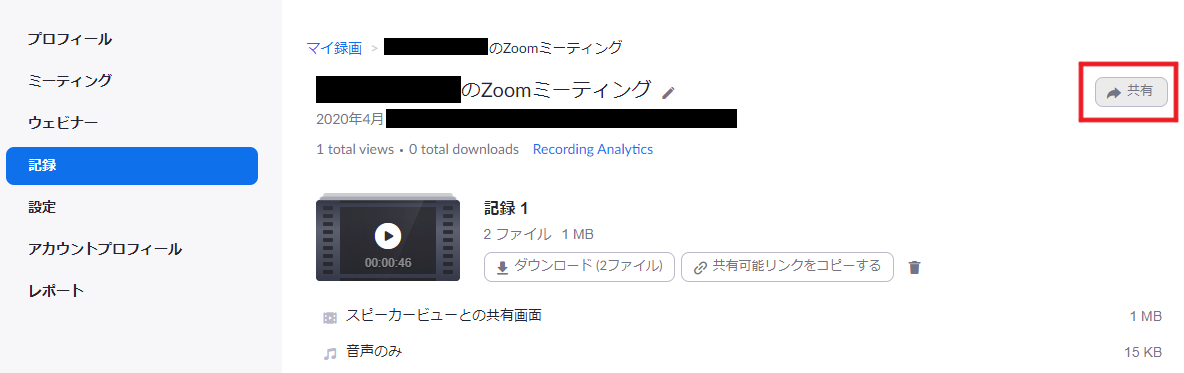 プロフィール
ミーティング
ウェビナー
記録
設定
アカウントプロフィール
レポート
マイ録画 > のZoomミーティング
のZoomミーティング
共有
2020年4月
1 total views • 0 total downloads Recording Analytics
00:00:46
記録 1
2 ファイル 1 MB
ダウンロード (2ファイル) 共有可能リンクをコピーする
スピーカービューとの共有画面 1 MB
音声のみ 15 KB